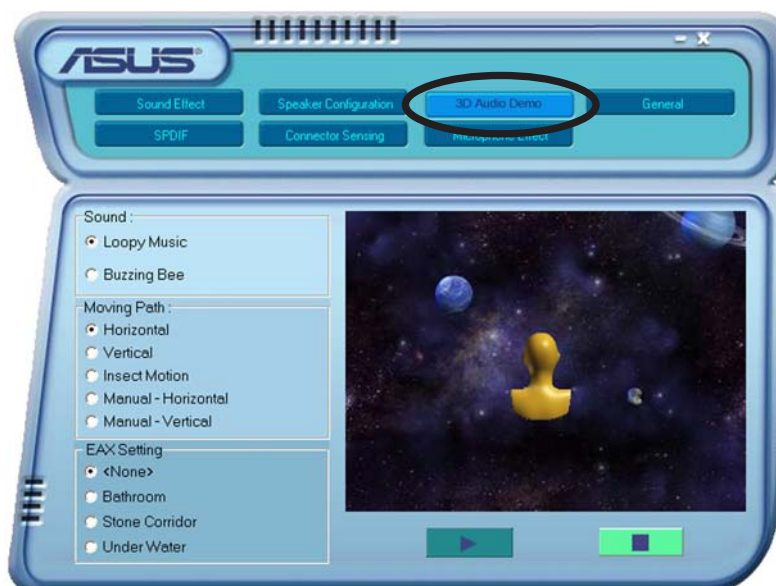 ASUS
Sound Effect
Speaker Configuration
3D Audio Demo
General
SPDIF
Connector Sensing
Microphone Effect
Sound :
Loopy Music
Buzzing Bee
Moving Path :
Horizontal
Vertical
Insect Motion
Manual - Horizontal
Manual - Vertical
EAX Setting
<None>
Bathroom
Stone Corridor
Under Water